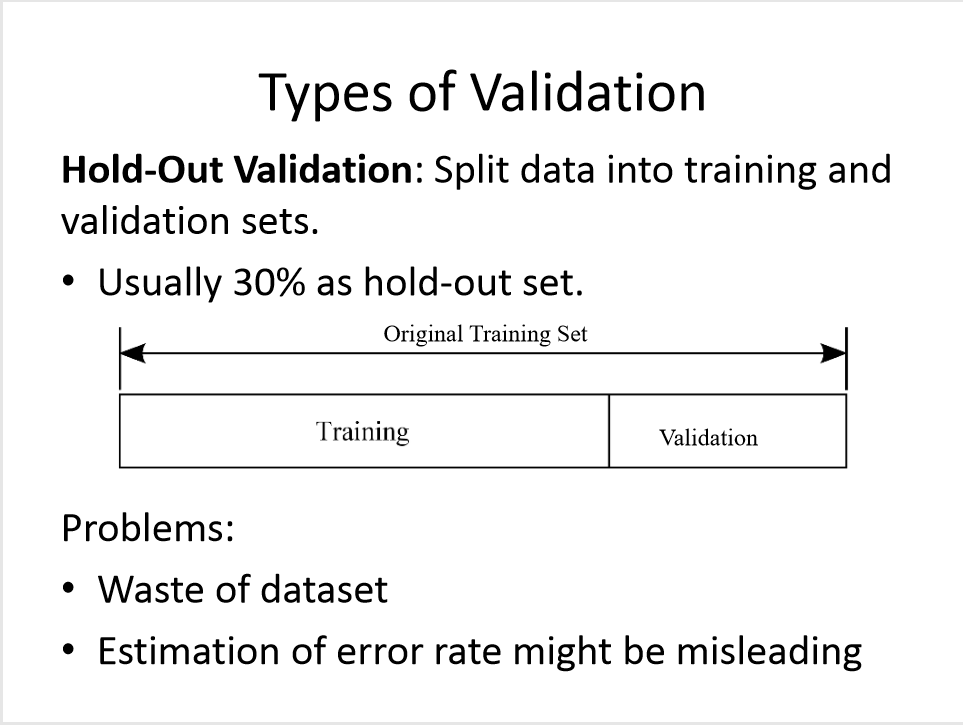 Types of Validation
Hold-Out Validation: Split data into training and
validation sets.
• Usually 30% as hold-out set.
Original Training Set
Training
Validation
Problems:
• Waste of dataset
• Estimation of error rate might be misleading